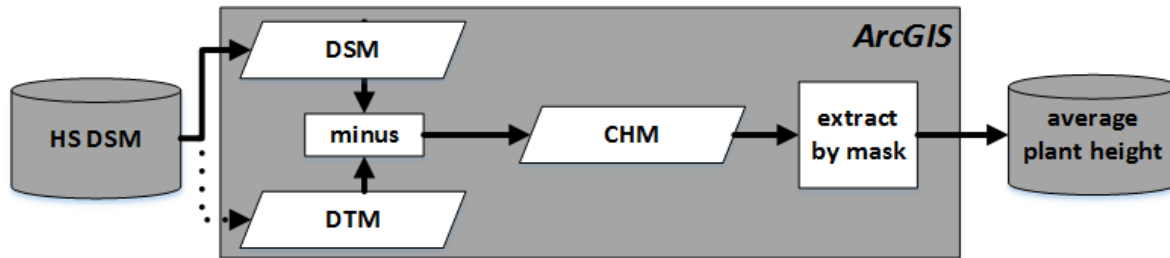 ArcGIS
DSM
HS DSM
minus
CHM
extract
by mask
average
plant height
DTM